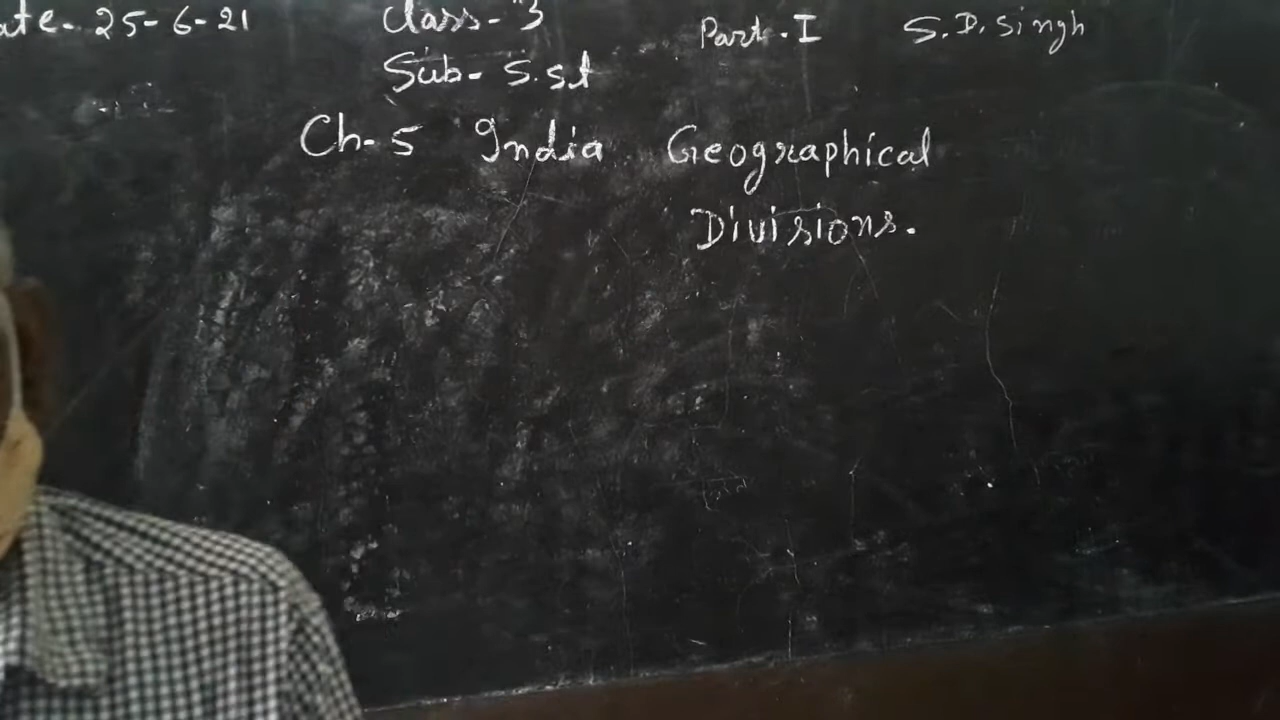 ate- 25-6-21 Class- 3 Part. I S.D. Singh
Sub- S.st
Ch-5 India Geographical
Divisions.